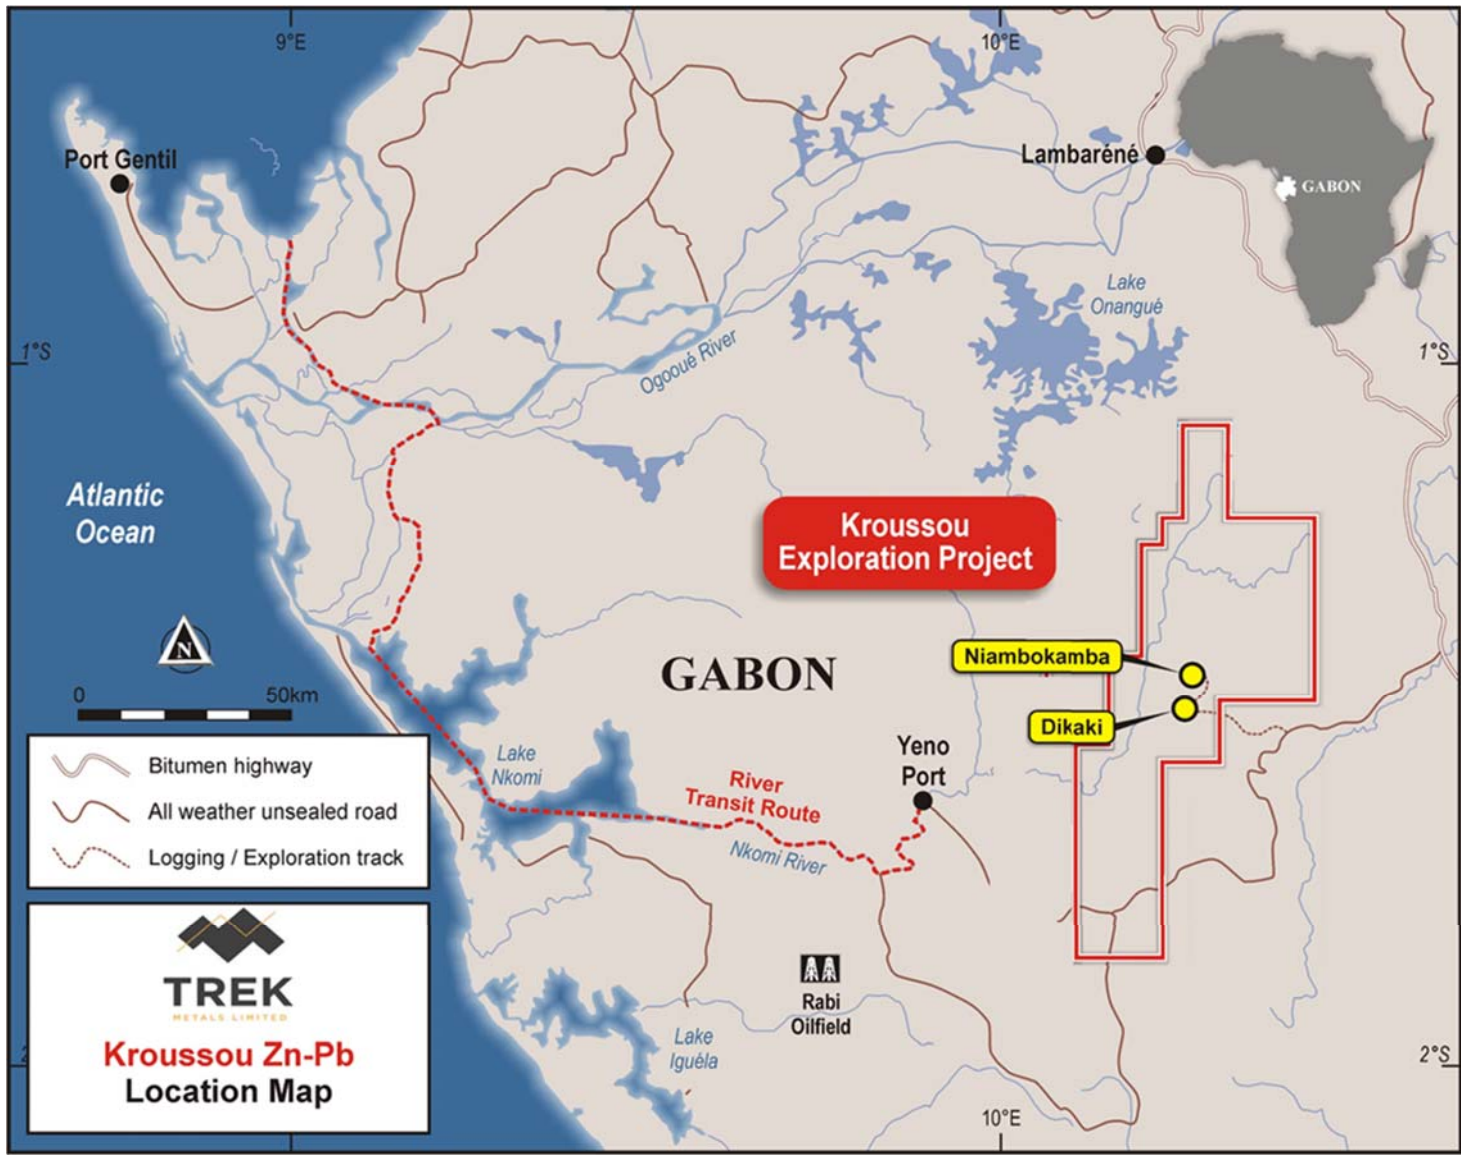 9°E
10°E
Port Gentil
Lambaréné
GABON
Lake
Onangué
1°S
1°S
Ogooué River
Atlantic
Ocean
Kroussou
Exploration Project
N
GABON
Niambokamba
Dikaki
0 50km
Yeno
Port
Lake
Nkomi
River
Transit Route
Nkomi River
Bitumen highway
All weather unsealed road
Logging / Exploration track
Rabi
Oilfield
TREK
METALS LIMITED
Kroussou Zn-Pb
Location Map
Lake
Iguéla
2°S
10°E